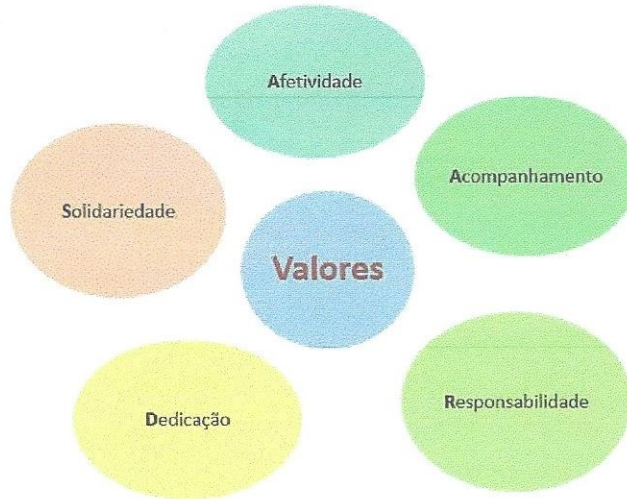 Afetividade
Acompanhamento
Solidariedade
Valores
Responsabilidade
Dedicação